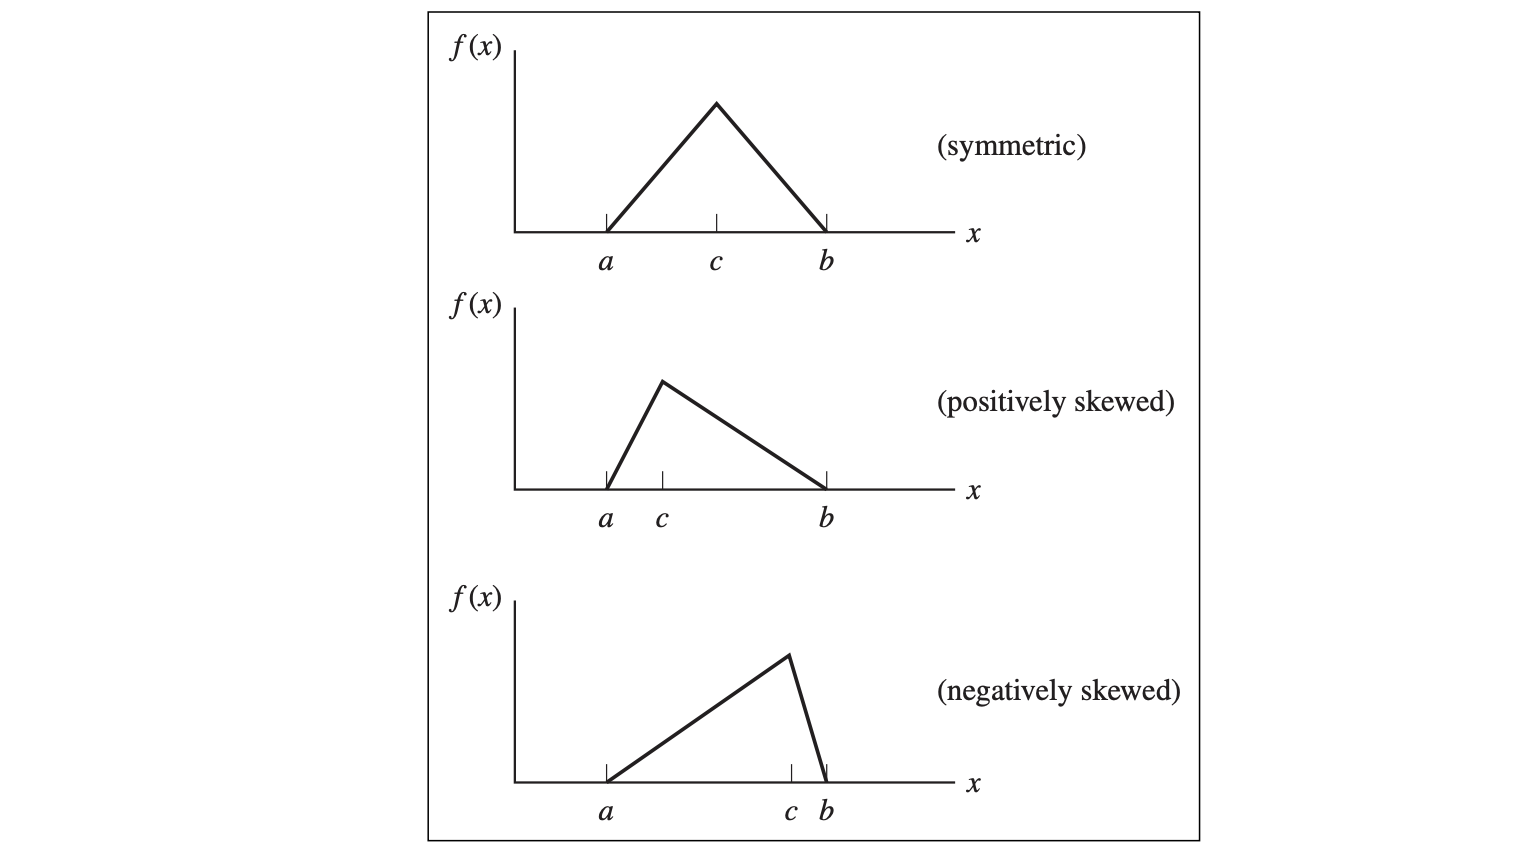 f(x)
(symmetric)
x
a c b
f(x)
(positively skewed)
x
a c b
f(x)
(negatively skewed)
x
a c b